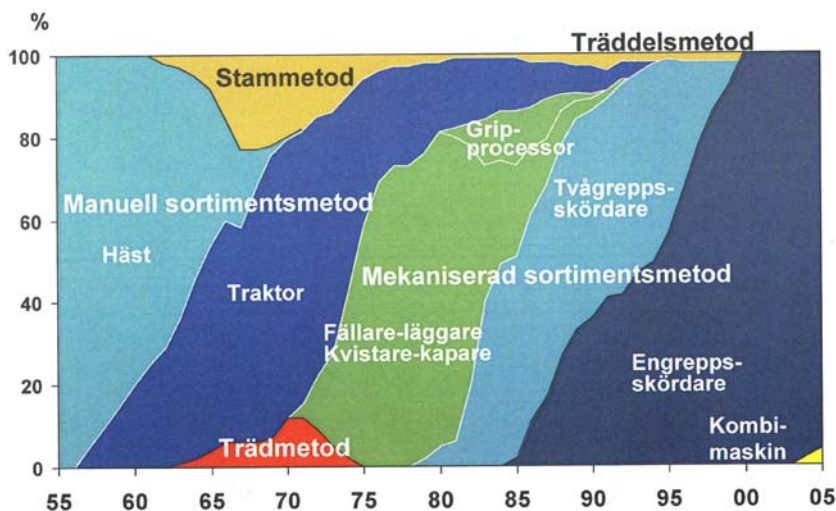 %
100
80
60
40
20
0
Träddelsmetod
Stammetod
Grip-
processor
Manuell sortimentsmetod
Tvågrepps-
skördare
Häst
Mekaniserad sortimentsmetod
Traktor
Fällare-läggare
Kvistare-kapare
Engrepps-
skördare
Trädmetod
Kombi-
maskin
55 60 65 70 75 80 85 90 95 00 05